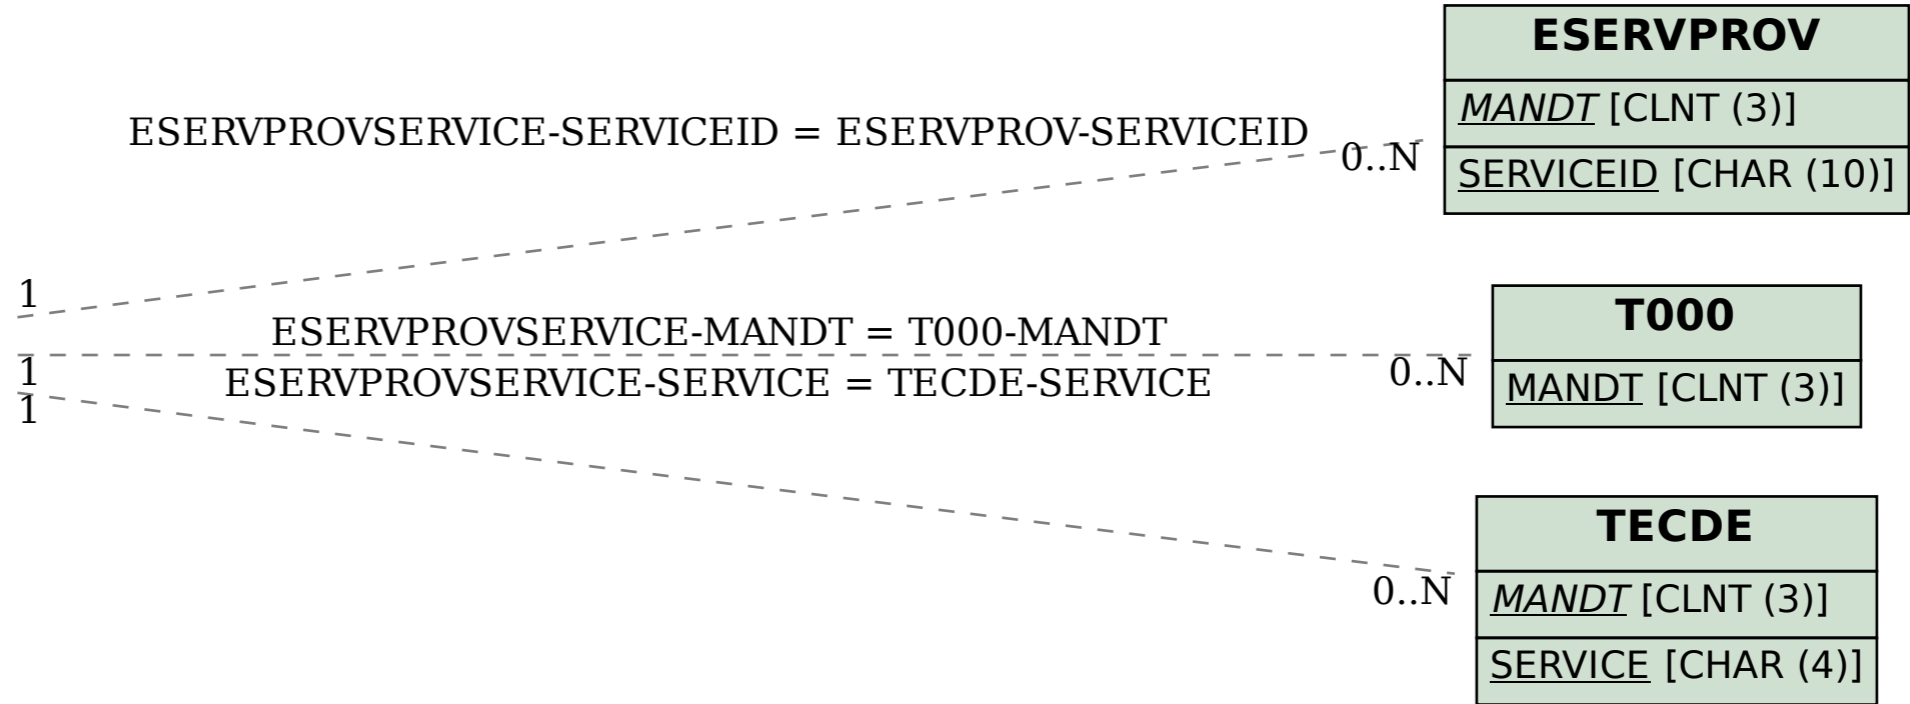 ESERVPROV
MANDT [CLNT (3)]
SERVICEID [CHAR (10)]
ESERVPROVSERVICE-SERVICEID = ESERVPROV-SERVICEID
0..N
1
ESERVPROVSERVICE-MANDT = T000-MANDT
1
0..N
T000
MANDT [CLNT (3)]
ESERVPROVSERVICE-SERVICE = TECDE-SERVICE
1
0..N
TECDE
MANDT [CLNT (3)]
SERVICE [CHAR (4)]